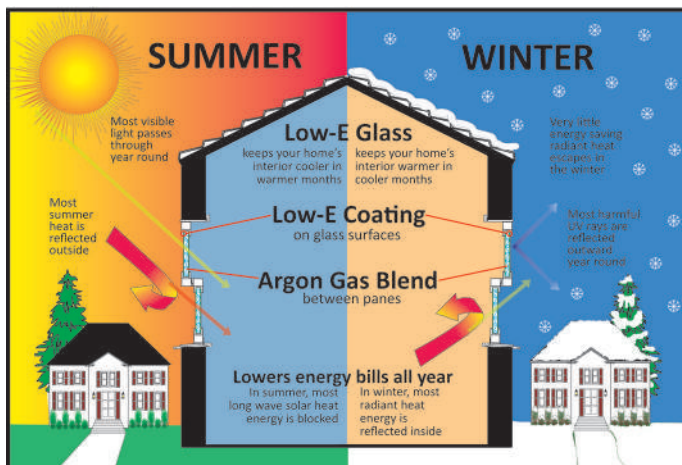 SUMMER
WINTER
Most visible
light passes
through
year round
Most
summer
heat is
reflected
outside
Low-E Glass
keeps your home's
interior cooler in
warmer months
keeps your home's
interior warmer in
cooler months
Low-E Coating
on glass surfaces
Argon Gas Blend
between panes
Lowers energy bills all year
In summer, most
long wave solar heat
energy is blocked
In winter, most
radiant heat
energy is
reflected inside
Very little
energy saving
radiant heat
escapes in
the winter
Most harmful
UV rays are
reflected
outward
year round